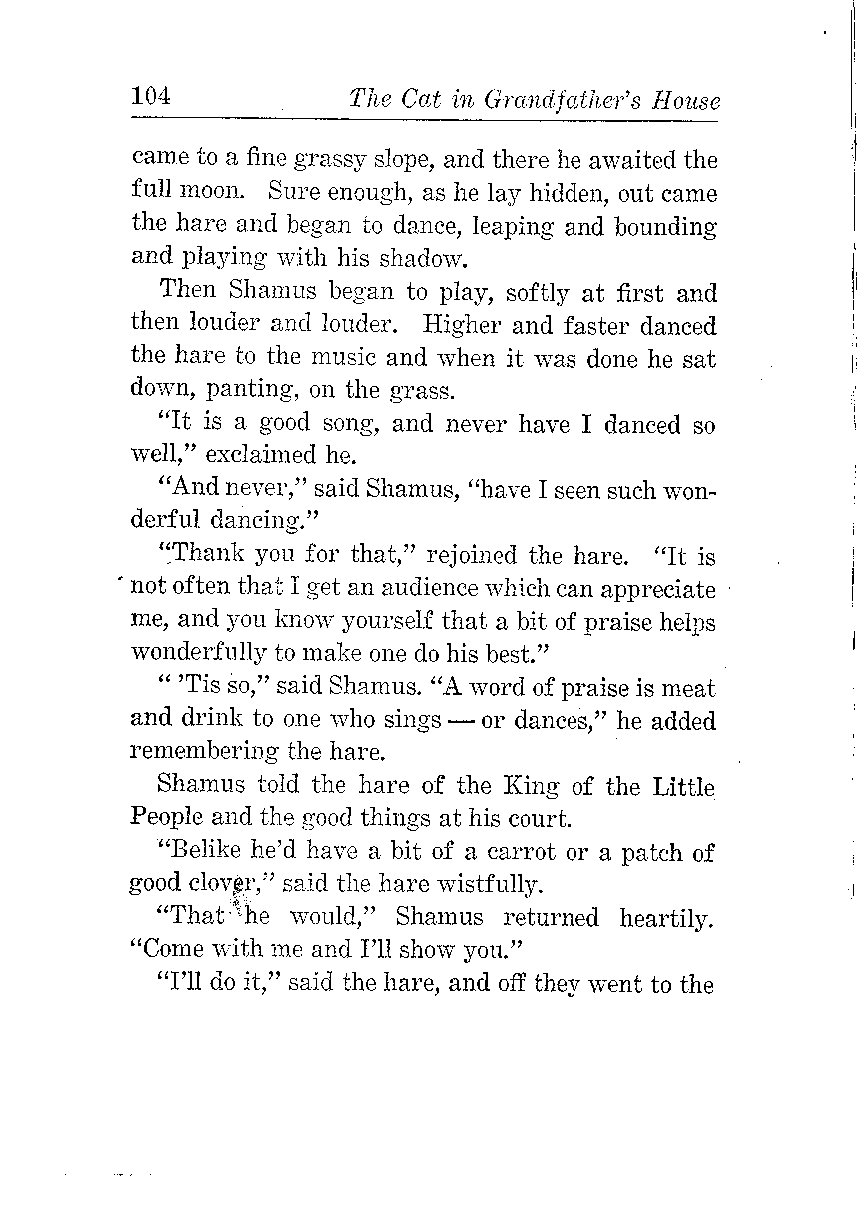 104 The Cat in Grandfather's House
came to a fine grassy slope, and there he awaited the
full moon. Sure enough, as he lay hidden, out came
the hare and began to dance, leaping and bounding
and playing with his shadow.
Then Shamus began to play, softly at first and
then louder and louder. Higher and faster danced
the hare to the music and when it was done he sat
down, panting, on the grass.
“It is a good song, and never have I danced so
well,” exclaimed he.
“And never,” said Shamus, “have I seen such won-
derful dancing.”
“Thank you for that,” rejoined the hare. “It is
not often that I get an audience which can appreciate
me, and you know yourself that a bit of praise helps
wonderfully to make one do his best.”
“ ’Tis so,” said Shamus. “A word of praise is meat
and drink to one who sings — or dances,” he added
remembering the hare.
Shamus told the hare of the King of the Little
People and the good things at his court.
“Belike he’d have a bit of a carrot or a patch of
good clover,” said the hare wistfully.
“That he would,” Shamus returned heartily.
“Come with me and I’ll show you.”
“I’ll do it,” said the hare, and off they went to the